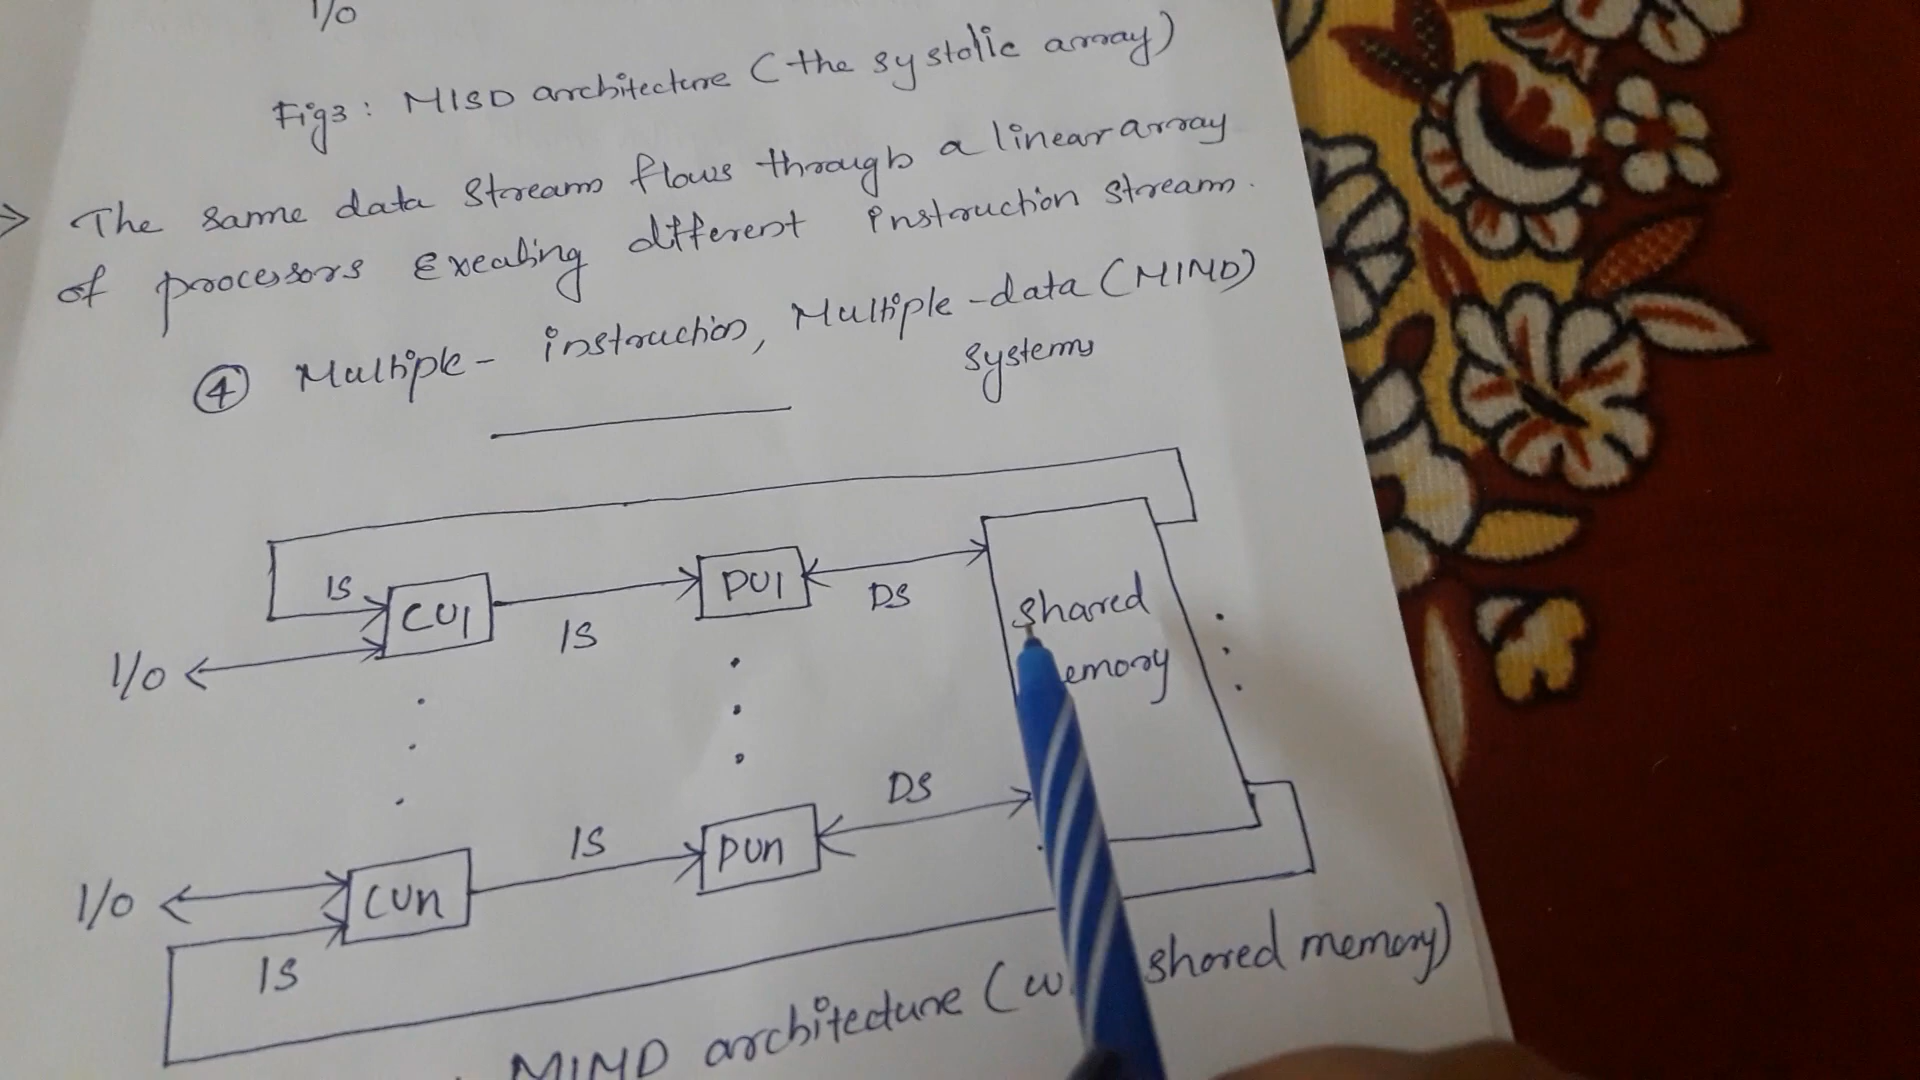 I/O
Fig3: MISD architecture (the systolic array)
→ The same data stream flows through a linear array
of processors Executing different instruction stream.
④ Multiple-instruction, Multiple-data (MIMD)
systems
IS
CU1
IS
PU1
DS
shared
emory
I/O
I/O
CUn
IS
PUn
DS
IS
MIMD architecture ( shared memory)